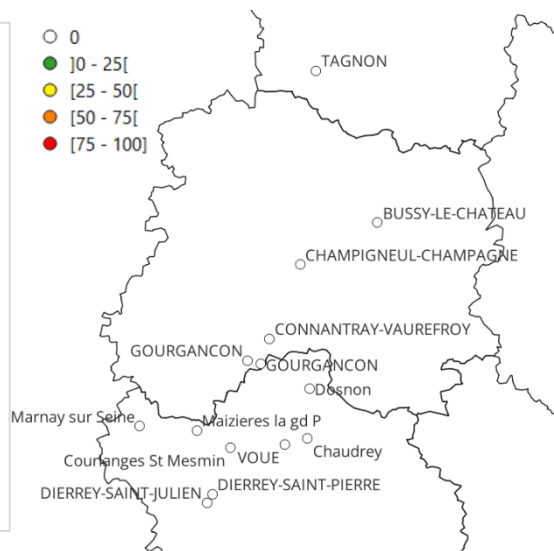 0
]0 - 25[
[25 - 50[
[50 - 75[
[75 - 100]
TAGNON
BUSSY-LE-CHATEAU
CHAMPIGNEUL-CHAMPAGNE
CONNANTRAY-VAUREFROY
GOURGANCON
GOURGANCON
Dosnon
Marnay sur Seine
Maizieres la gd P
Chaudrey
Courlanges St Mesmin
VOUE
DIERREY-SAINT-PIERRE
DIERREY-SAINT-JULIEN